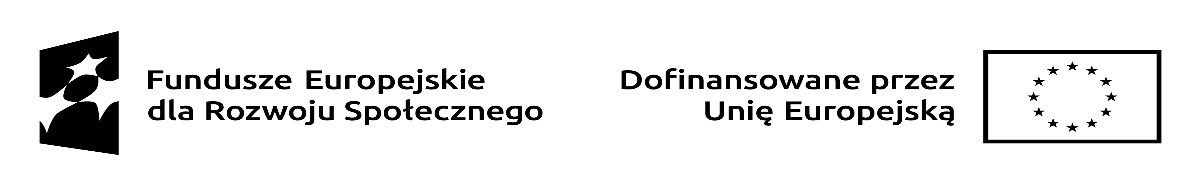 Fundusze Europejskie
dla Rozwoju Społecznego
Dofinansowane przez
Unię Europejską